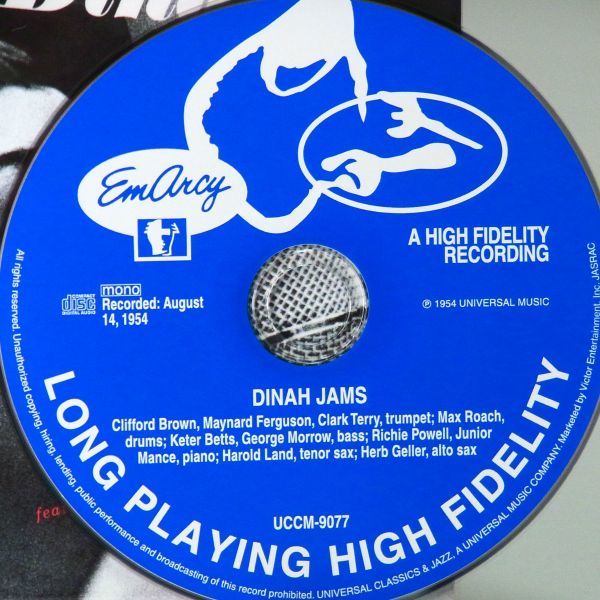 EmArcy
A HIGH FIDELITY
RECORDING
COMPACT
disc
DIGITAL AUDIO
mono
Recorded: August
14, 1954
℗ 1954 UNIVERSAL MUSIC
DINAH JAMS
Clifford Brown, Maynard Ferguson, Clark Terry, trumpet; Max Roach,
drums; Keter Betts, George Morrow, bass; Richie Powell, Junior
Mance, piano; Harold Land, tenor sax; Herb Geller, alto sax
UCCM-9077
LONG PLAYING HIGH FIDELITY
All rights reserved. Unauthorized copying, hiring, lending, public performance and broadcasting of this record prohibited. UNIVERSAL CLASSICS & JAZZ, A UNIVERSAL MUSIC COMPANY. Marketed by Victor Entertainment, Inc. JASRAC
fea